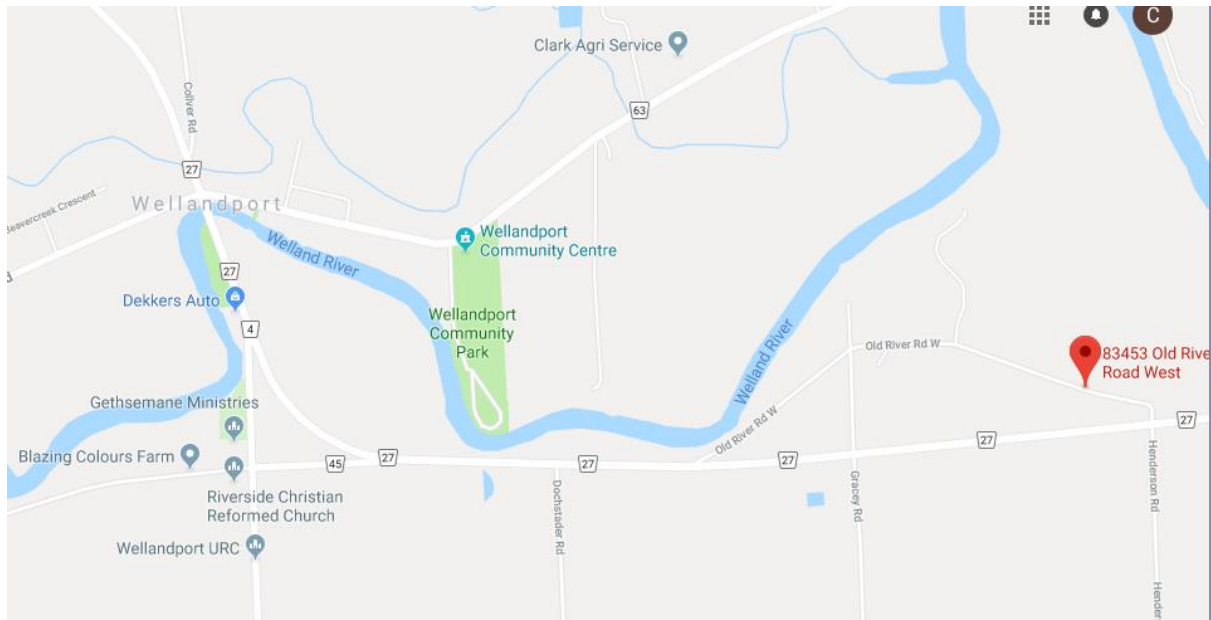 C
Clark Agri Service
63
Collver Rd
27
Wellandport
Beavercreek Crescent
Welland River
Wellandport
Community Centre
27
Dekkers Auto
4
Wellandport
Community
Park
Welland River
Old River Rd W
83453 Old Rive
Road West
Gethsemane Ministries
Old River Rd W
27
27
Blazing Colours Farm
45
27
27
27
Riverside Christian
Reformed Church
Dochstader Rd
Gracey Rd
Henderson Rd
Wellandport URC
Hender